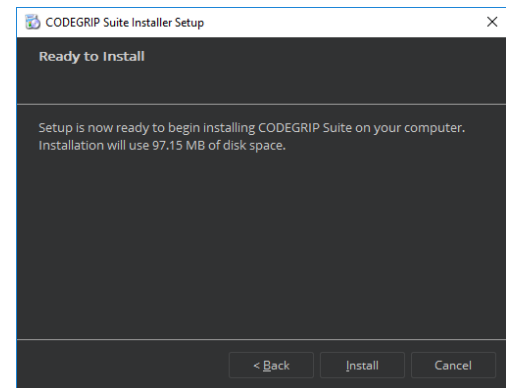 CODEGRIP Suite Installer Setup
Ready to Install
Setup is now ready to begin installing CODEGRIP Suite on your computer.
Installation will use 97.15 MB of disk space.
< Back Install Cancel